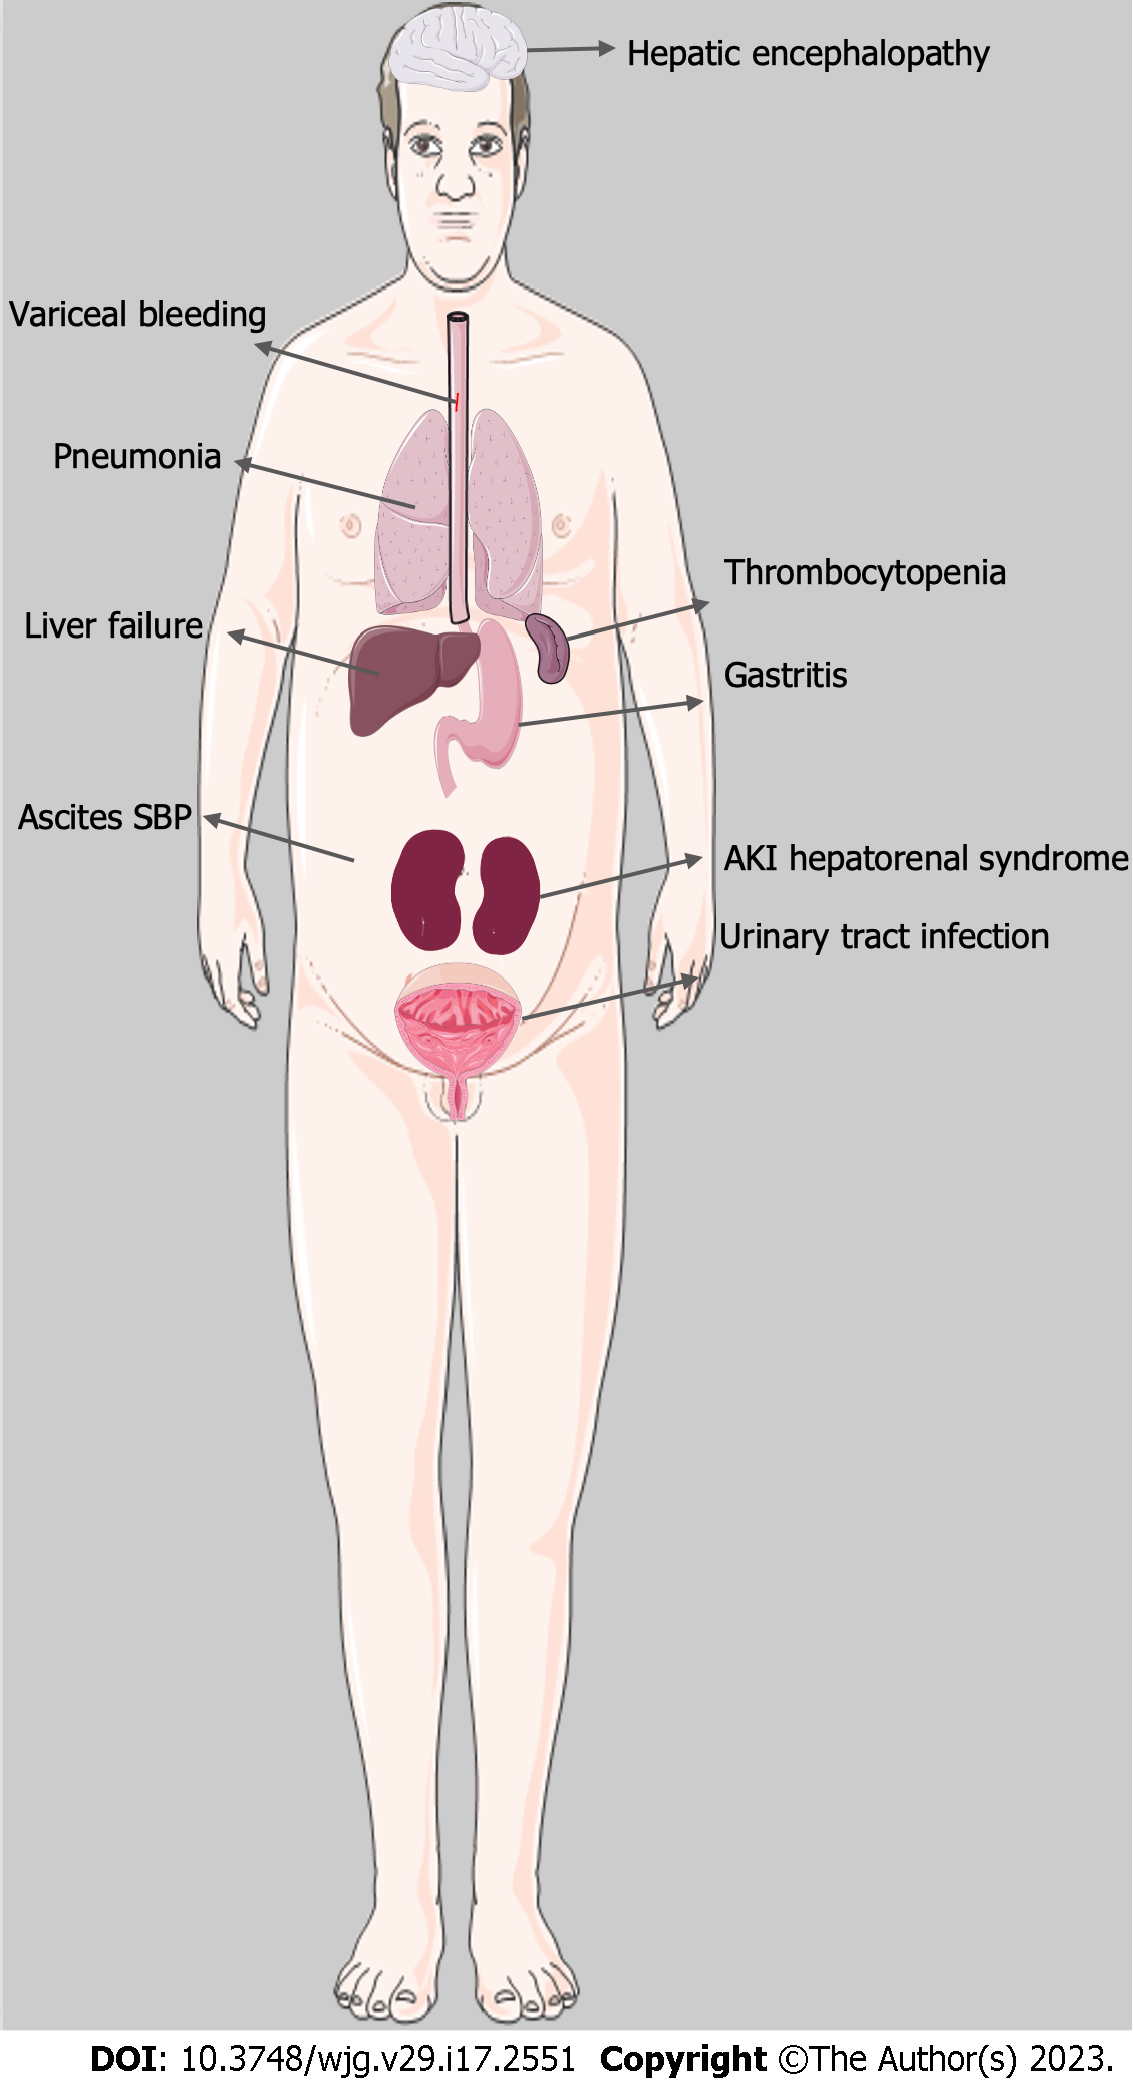 Hepatic encephalopathy
Variceal bleeding
Pneumonia
Thrombocytopenia
Liver failure
Gastritis
Ascites SBP
AKI hepatorenal syndrome
Urinary tract infection
DOI: 10.3748/wjg.v29.i17.2551 Copyright ©The Author(s) 2023.